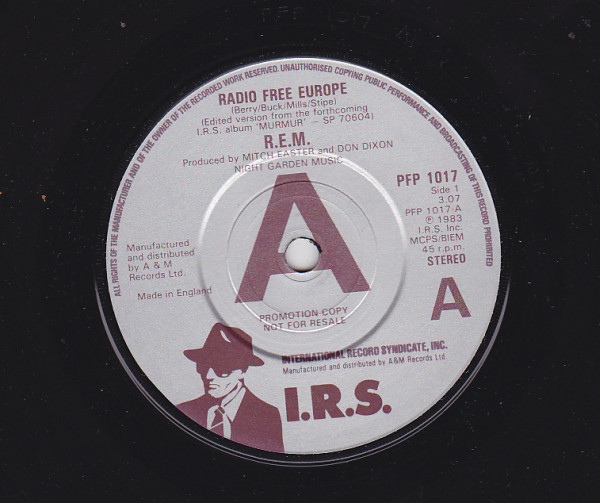 ALL RIGHTS OF THE MANUFACTURER AND OF THE OWNER OF THE RECORDED WORK RESERVED. UNAUTHORISED COPYING PUBLIC PERFORMANCE AND BROADCASTING OF THIS RECORD PROHIBITED
RADIO FREE EUROPE
(Berry/Buck/Mills/Stipe)
(Edited version from the forthcoming
I.R.S. album 'MURMUR' – SP 70604)
R.E.M.
Produced by MITCH EASTER and DON DIXON
NIGHT GARDEN MUSIC
PFP 1017
Side 1
3.07
PFP 1017-A
℗ 1983
I.R.S. Inc.
MCPS/BIEM
45 r.p.m.
STEREO
A
A
Manufactured
and distributed
by A & M
Records Ltd.
Made in England
PROMOTION COPY
NOT FOR RESALE
INTERNATIONAL RECORD SYNDICATE, INC.
Manufactured and distributed by A&M Records Ltd
I.R.S.